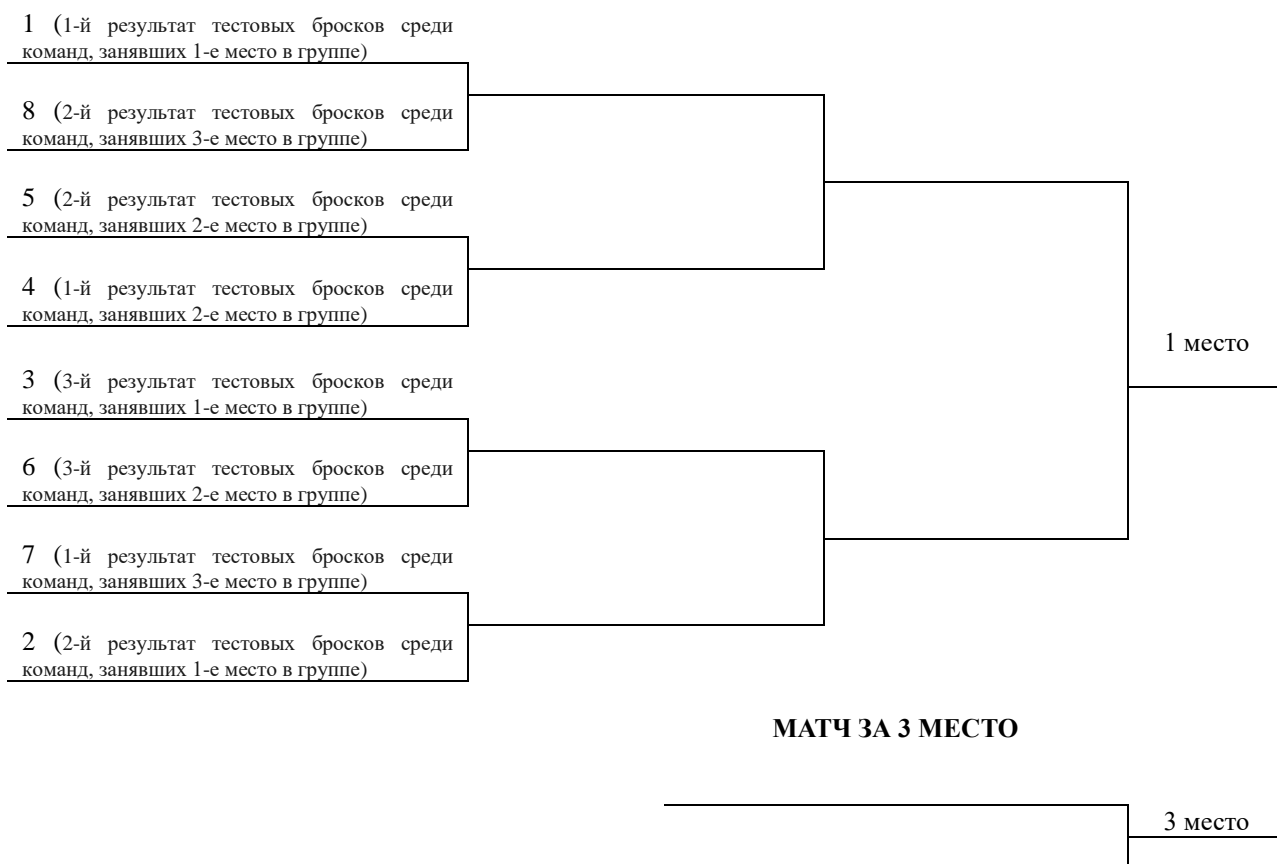 1 (1-й результат тестовых бросков среди
команд, занявших 1-е место в группе)
8 (2-й результат тестовых бросков среди
команд, занявших 3-е место в группе)
5 (2-й результат тестовых бросков среди
команд, занявших 2-е место в группе)
4 (1-й результат тестовых бросков среди
команд, занявших 2-е место в группе)
1 место
3 (3-й результат тестовых бросков среди
команд, занявших 1-е место в группе)
6 (3-й результат тестовых бросков среди
команд, занявших 2-е место в группе)
7 (1-й результат тестовых бросков среди
команд, занявших 3-е место в группе)
2 (2-й результат тестовых бросков среди
команд, занявших 1-е место в группе)
МАТЧ ЗА 3 МЕСТО
3 место